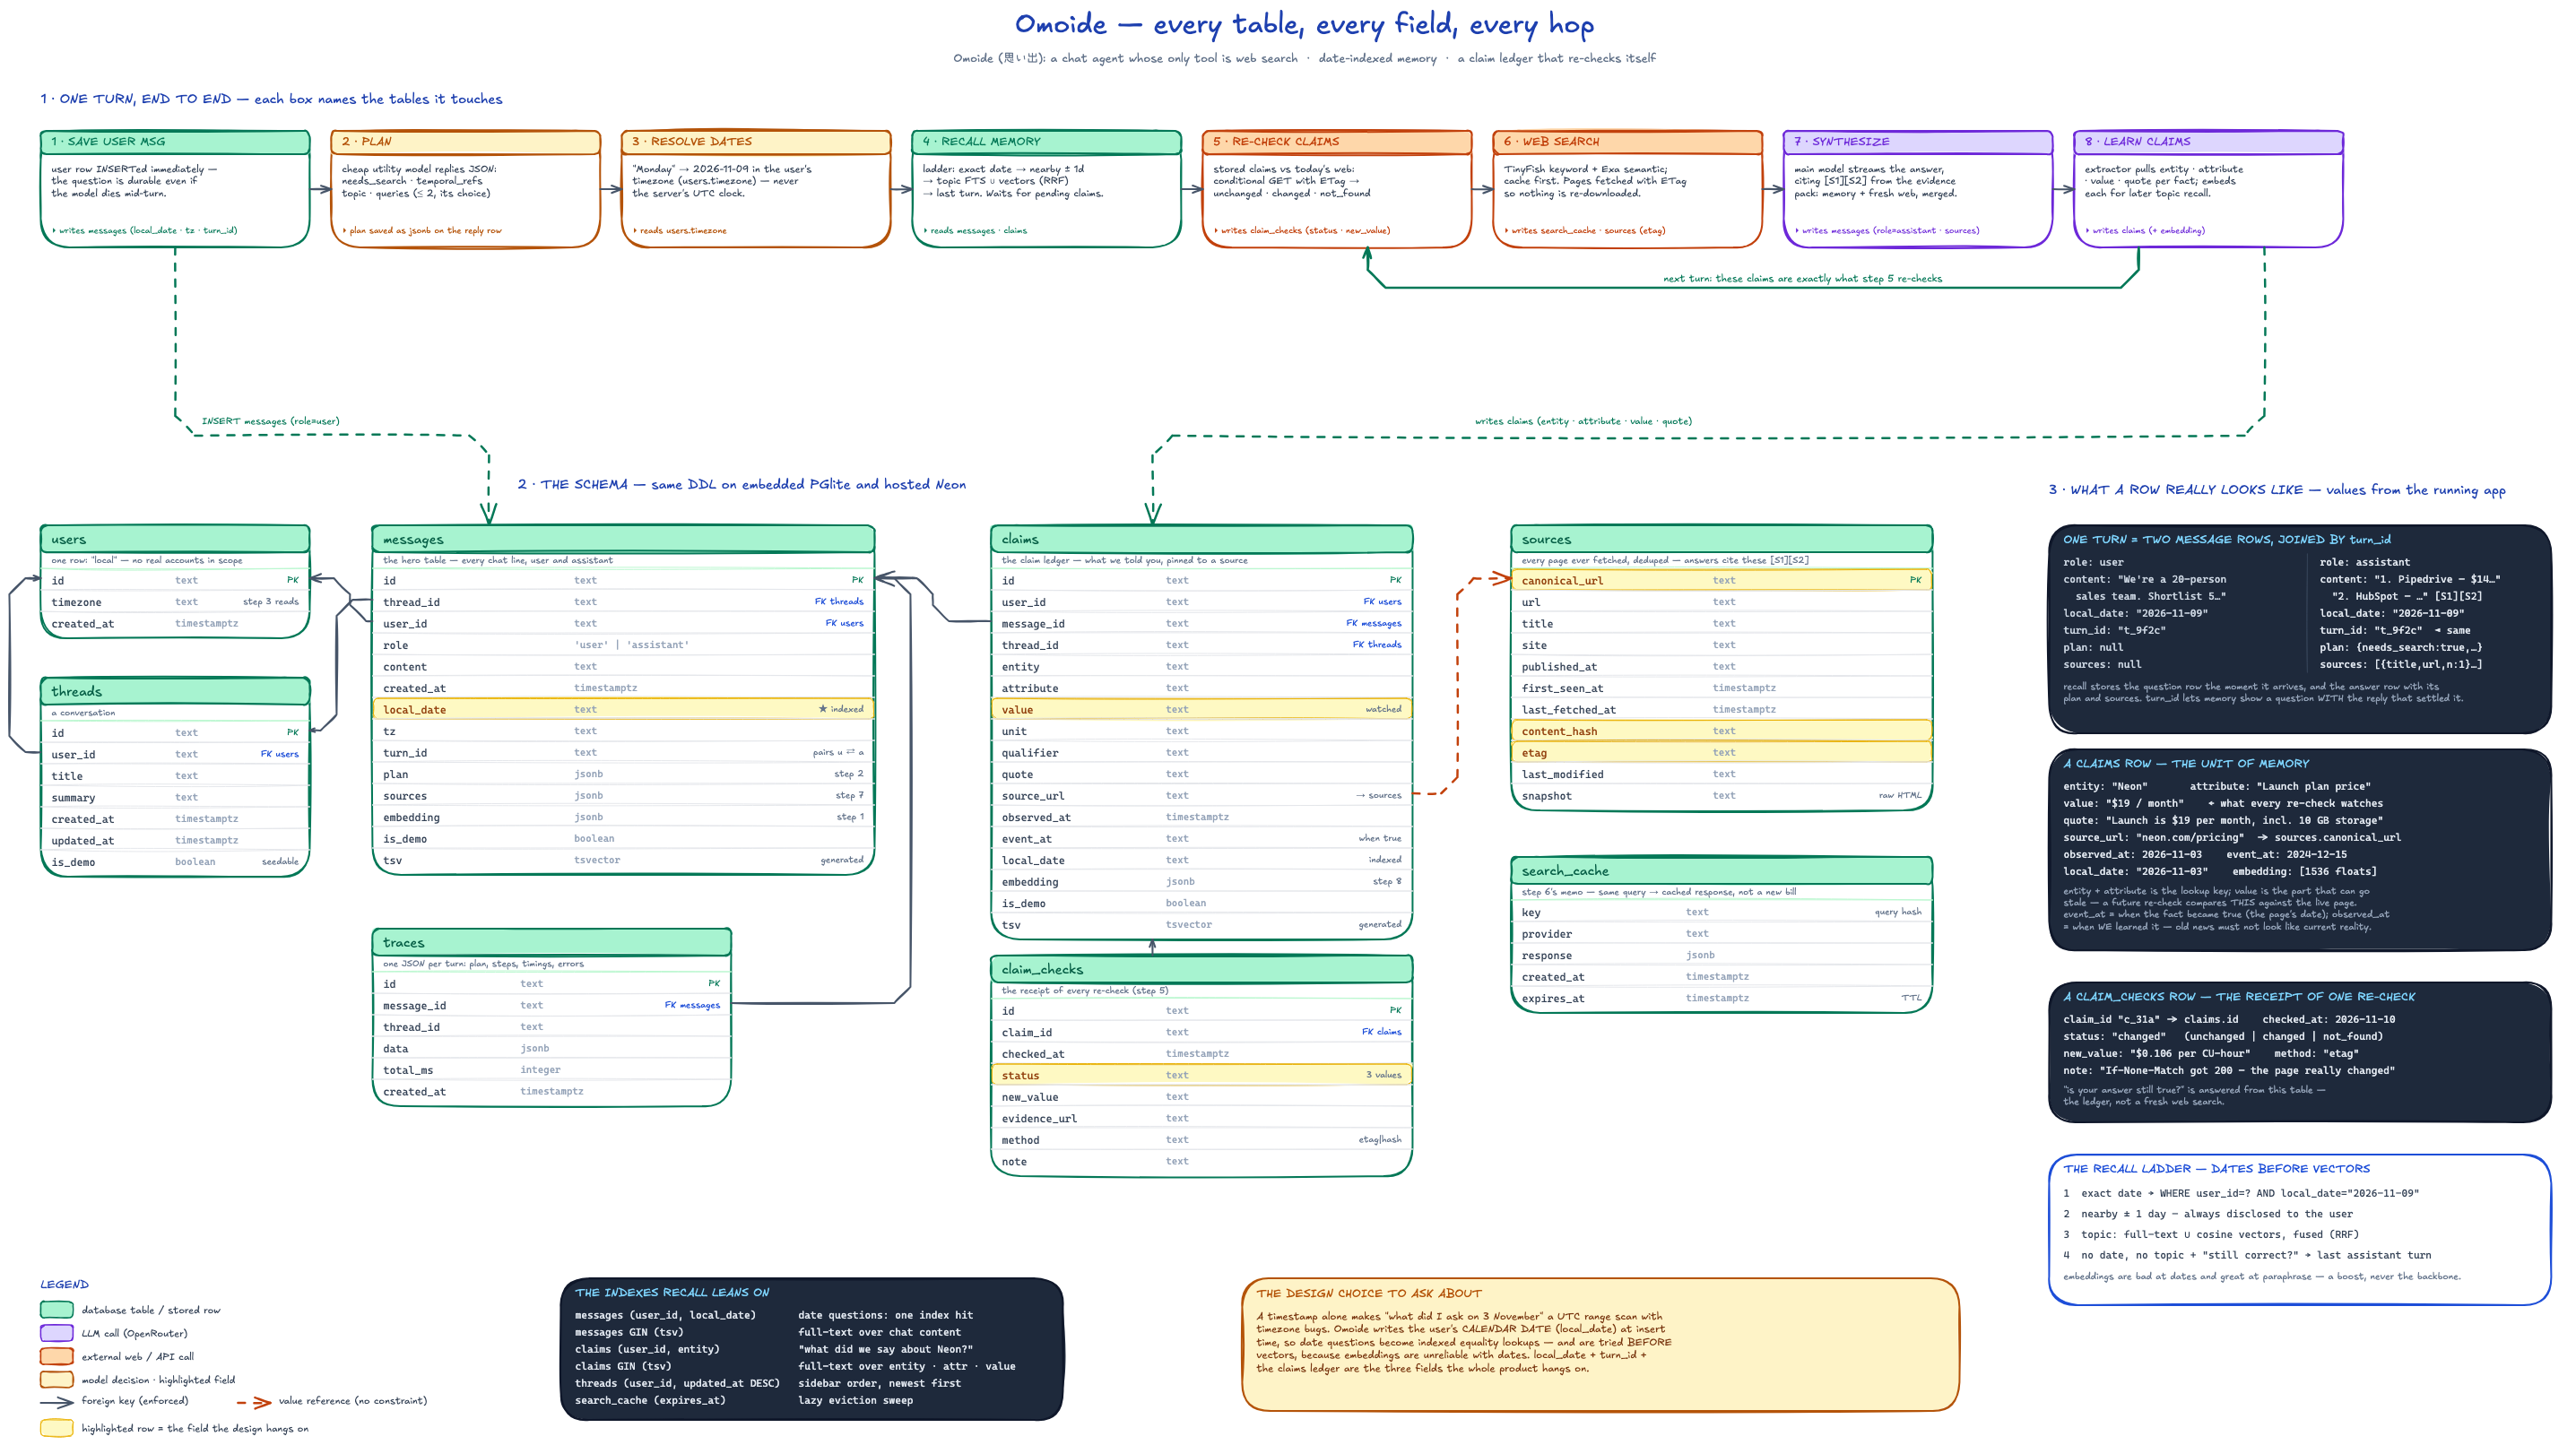 Omoide — every table, every field, every hop
Omoide (思い出): a chat agent whose only tool is web search · date-indexed memory · a claim ledger that re-checks itself
1 · ONE TURN, END TO END — each box names the tables it touches
1 · SAVE USER MSG
user row INSERTed immediately —
the question is durable even if
the model dies mid-turn.
‣ writes messages (local_date · tz · turn_id)
2 · PLAN
cheap utility model replies JSON:
needs_search · temporal_refs
topic · queries (≤ 2, its choice)
‣ plan saved as jsonb on the reply row
3 · RESOLVE DATES
"Monday" → 2026-11-09 in the user's
timezone (users.timezone) — never
the server's UTC clock.
‣ reads users.timezone
4 · RECALL MEMORY
ladder: exact date → nearby ± 1d
→ topic FTS ∪ vectors (RRF)
→ last turn. Waits for pending claims.
‣ reads messages · claims
5 · RE-CHECK CLAIMS
stored claims vs today's web:
conditional GET with ETag →
unchanged · changed · not_found
‣ writes claim_checks (status · new_value)
6 · WEB SEARCH
TinyFish keyword + Exa semantic;
cache first. Pages fetched with ETag
so nothing is re-downloaded.
‣ writes search_cache · sources (etag)
7 · SYNTHESIZE
main model streams the answer,
citing [S1][S2] from the evidence
pack: memory + fresh web, merged.
‣ writes messages (role=assistant · sources)
8 · LEARN CLAIMS
extractor pulls entity · attribute
· value · quote per fact; embeds
each for later topic recall.
‣ writes claims (+ embedding)
next turn: these claims are exactly what step 5 re-checks
INSERT messages (role=user)
writes claims (entity · attribute · value · quote)
2 · THE SCHEMA — same DDL on embedded PGlite and hosted Neon
users
one row: "local" — no real accounts in scope
id text PK
timezone text step 3 reads
created_at timestamptz
threads
a conversation
id text PK
user_id text FK users
title text
summary text
created_at timestamptz
updated_at timestamptz
is_demo boolean seedable
messages
the hero table — every chat line, user and assistant
id text PK
thread_id text FK threads
user_id text FK users
role 'user' | 'assistant'
content text
created_at timestamptz
local_date text ★ indexed
tz text
turn_id text pairs u ⇄ a
plan jsonb step 2
sources jsonb step 7
embedding jsonb step 1
is_demo boolean
tsv tsvector generated
traces
one JSON per turn: plan, steps, timings, errors
id text PK
message_id text FK messages
thread_id text
data jsonb
total_ms integer
created_at timestamptz
claims
the claim ledger — what we told you, pinned to a source
id text PK
user_id text FK users
message_id text FK messages
thread_id text FK threads
entity text
attribute text
value text watched
unit text
qualifier text
quote text
source_url text → sources
observed_at timestamptz
event_at text when true
local_date text indexed
embedding jsonb step 8
is_demo boolean
tsv tsvector generated
claim_checks
the receipt of every re-check (step 5)
id text PK
claim_id text FK claims
checked_at timestamptz
status text 3 values
new_value text
evidence_url text
method text etag|hash
note text
sources
every page ever fetched, deduped — answers cite these [S1][S2]
canonical_url text PK
url text
title text
site text
published_at text
first_seen_at timestamptz
last_fetched_at timestamptz
content_hash text
etag text
last_modified text
snapshot text raw HTML
search_cache
step 6's memo — same query → cached response, not a new bill
key text query hash
provider text
response jsonb
created_at timestamptz
expires_at timestamptz TTL
3 · WHAT A ROW REALLY LOOKS LIKE — values from the running app
ONE TURN = TWO MESSAGE ROWS, JOINED BY turn_id
role: user
content: "We're a 20-person
sales team. Shortlist 5…"
local_date: "2026-11-09"
turn_id: "t_9f2c"
plan: null
sources: null
role: assistant
content: "1. Pipedrive — $14…"
"2. HubSpot — …" [S1][S2]
local_date: "2026-11-09"
turn_id: "t_9f2c" ◄ same
plan: {needs_search:true,…}
sources: [{title,url,n:1}…]
recall stores the question row the moment it arrives, and the answer row with its
plan and sources. turn_id lets memory show a question WITH the reply that settled it.
A CLAIMS ROW — THE UNIT OF MEMORY
entity: "Neon" attribute: "Launch plan price"
value: "$19 / month" ← what every re-check watches
quote: "Launch is $19 per month, incl. 10 GB storage"
source_url: "neon.com/pricing" → sources.canonical_url
observed_at: 2026-11-03 event_at: 2024-12-15
local_date: "2026-11-03" embedding: [1536 floats]
entity + attribute is the lookup key; value is the part that can go
stale — a future re-check compares THIS against the live page.
event_at = when the fact became true (the page's date); observed_at
= when WE learned it — old news must not look like current reality.
A CLAIM_CHECKS ROW — THE RECEIPT OF ONE RE-CHECK
claim_id "c_31a" → claims.id checked_at: 2026-11-10
status: "changed" (unchanged | changed | not_found)
new_value: "$0.106 per CU-hour" method: "etag"
note: "If-None-Match got 200 — the page really changed"
"is your answer still true?" is answered from this table —
the ledger, not a fresh web search.
THE RECALL LADDER — DATES BEFORE VECTORS
1 exact date → WHERE user_id=? AND local_date="2026-11-09"
2 nearby ± 1 day — always disclosed to the user
3 topic: full-text ∪ cosine vectors, fused (RRF)
4 no date, no topic + "still correct?" → last assistant turn
embeddings are bad at dates and great at paraphrase — a boost, never the backbone.
LEGEND
database table / stored row
LLM call (OpenRouter)
external web / API call
model decision · highlighted field
foreign key (enforced)
value reference (no constraint)
highlighted row = the field the design hangs on
THE INDEXES RECALL LEANS ON
messages (user_id, local_date) date questions: one index hit
messages GIN (tsv) full-text over chat content
claims (user_id, entity) "what did we say about Neon?"
claims GIN (tsv) full-text over entity · attr · value
threads (user_id, updated_at DESC) sidebar order, newest first
search_cache (expires_at) lazy eviction sweep
THE DESIGN CHOICE TO ASK ABOUT
A timestamp alone makes "what did I ask on 3 November" a UTC range scan with
timezone bugs. Omoide writes the user's CALENDAR DATE (local_date) at insert
time, so date questions become indexed equality lookups — and are tried BEFORE
vectors, because embeddings are unreliable with dates. local_date + turn_id +
the claims ledger are the three fields the whole product hangs on.